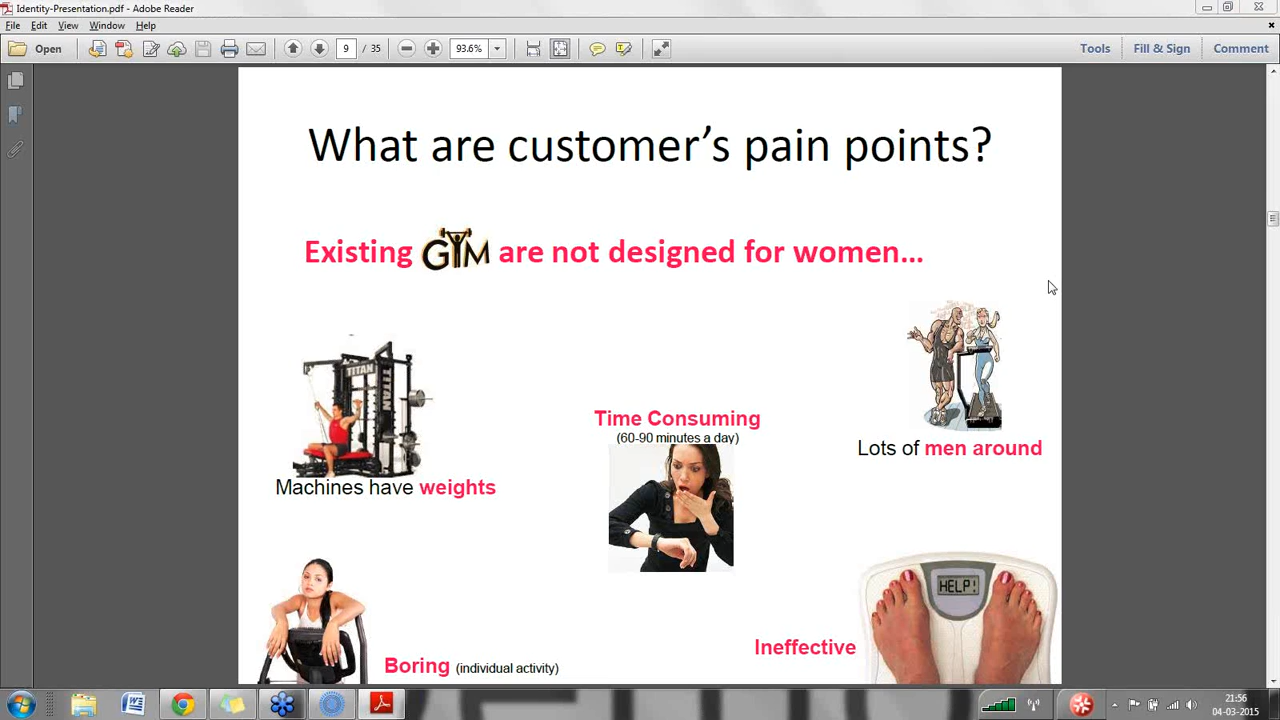 Identity-Presentation.pdf - Adobe Reader
File Edit View Window Help
Open 9 / 35 93.6% Tools Fill & Sign Comment
What are customer's pain points?
Existing GYM are not designed for women...
TITAN TITAN
Time Consuming
(60-90 minutes a day)
Lots of men around
Machines have weights
HELP!
Ineffective
Boring (individual activity)
21:56
04-03-2015